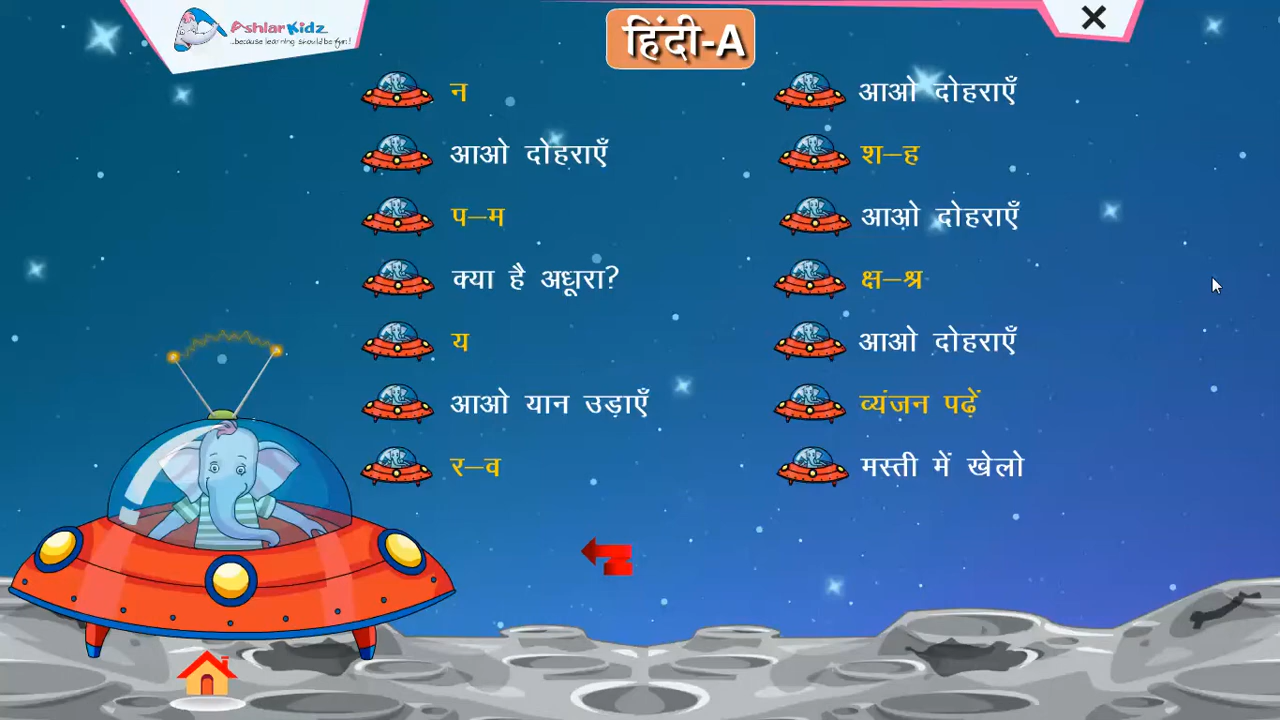 AshlarKidz
...because learning should be fun!
हिंदी-A
न
आओ दोहराएँ
प–म
क्या है अधूरा?
य
आओ यान उड़ाएँ
र–व
आओ दोहराएँ
श–ह
आओ दोहराएँ
क्ष–श्र
आओ दोहराएँ
व्यंजन पढ़ें
मस्ती में खेलो